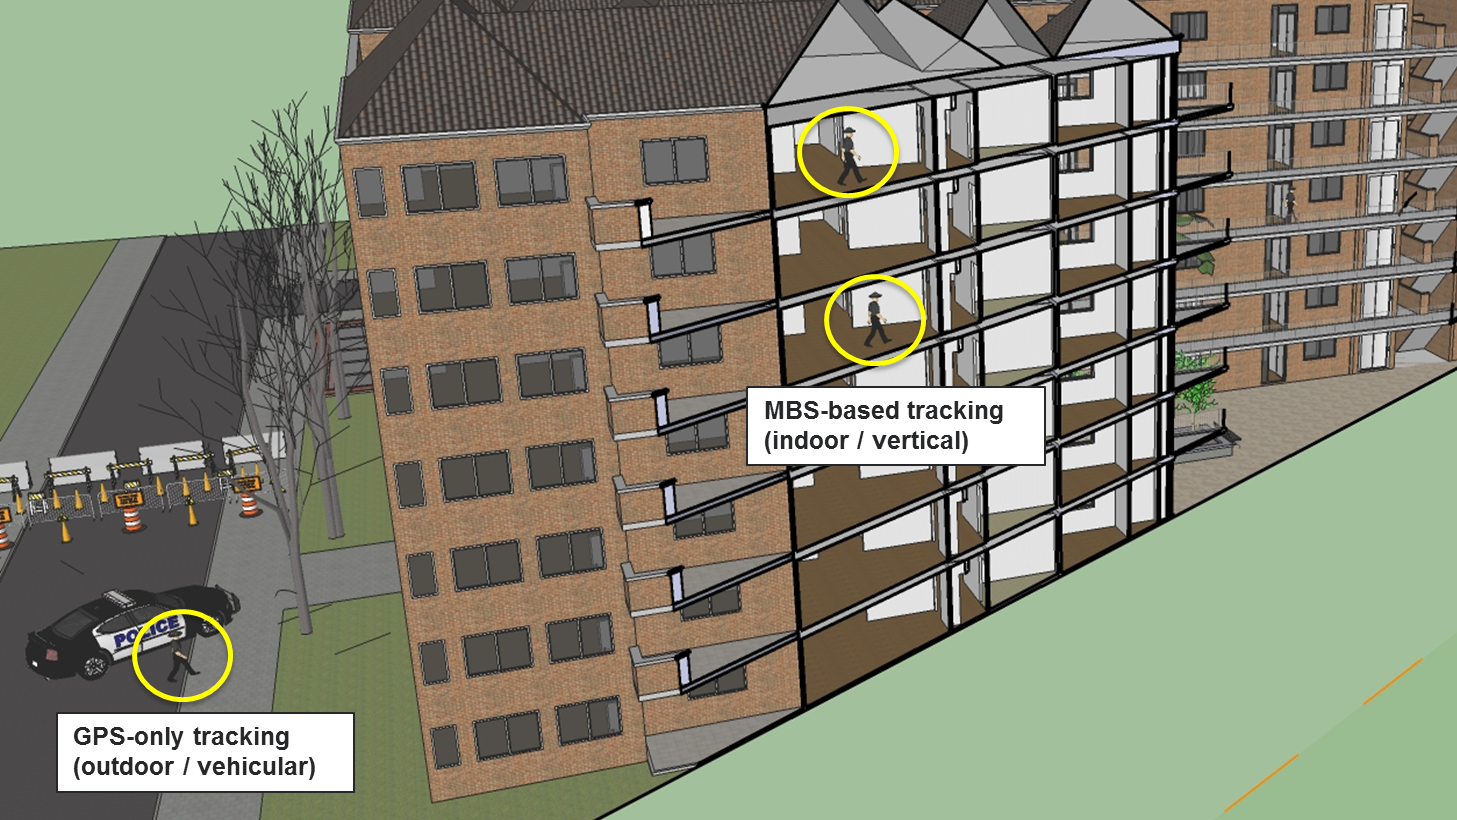 MBS-based tracking
(indoor / vertical)
POLICE
GPS-only tracking
(outdoor / vehicular)